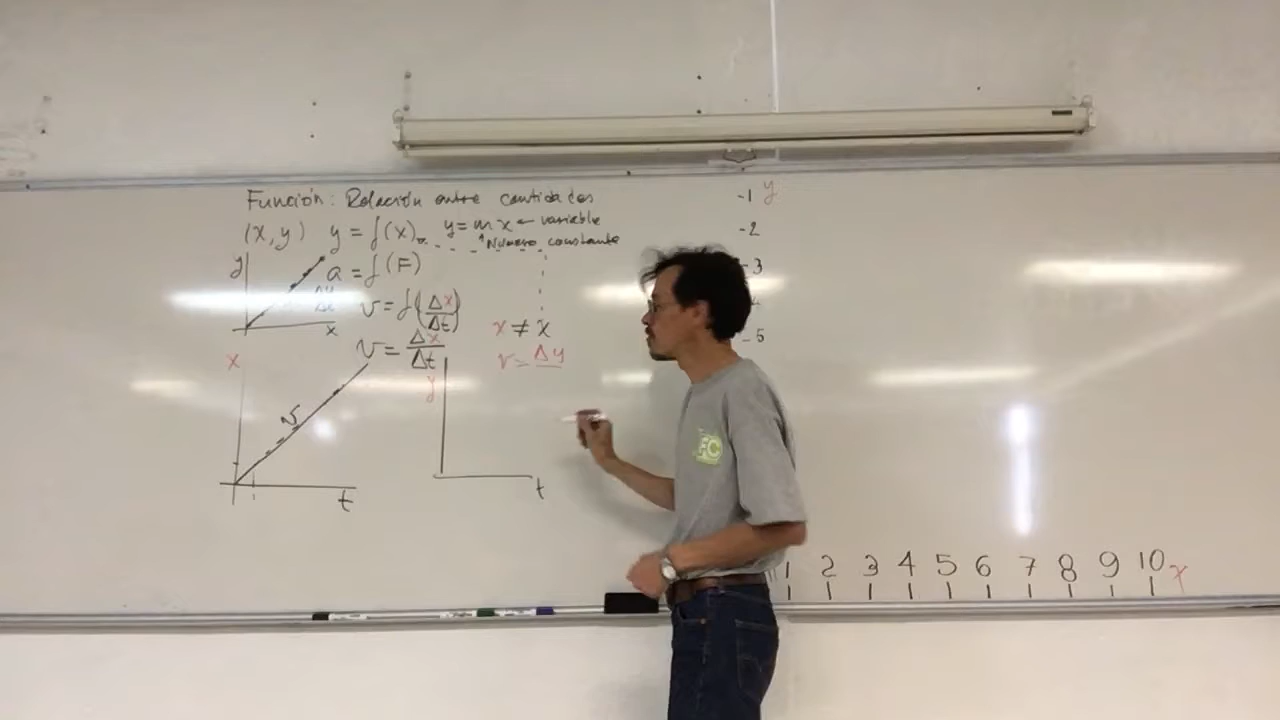 Función: Relación entre cantidades
(x, y) y = f(x) y = m x ← variable
↑Número constante
y
x
a = f(F)
v = f(Δx/Δt)
v = Δx/Δt
x ≠ x
v = Δy
x
v
t
y
t
-1 y
-2
-3
-5
FC
1 2 3 4 5 6 7 8 9 10 x